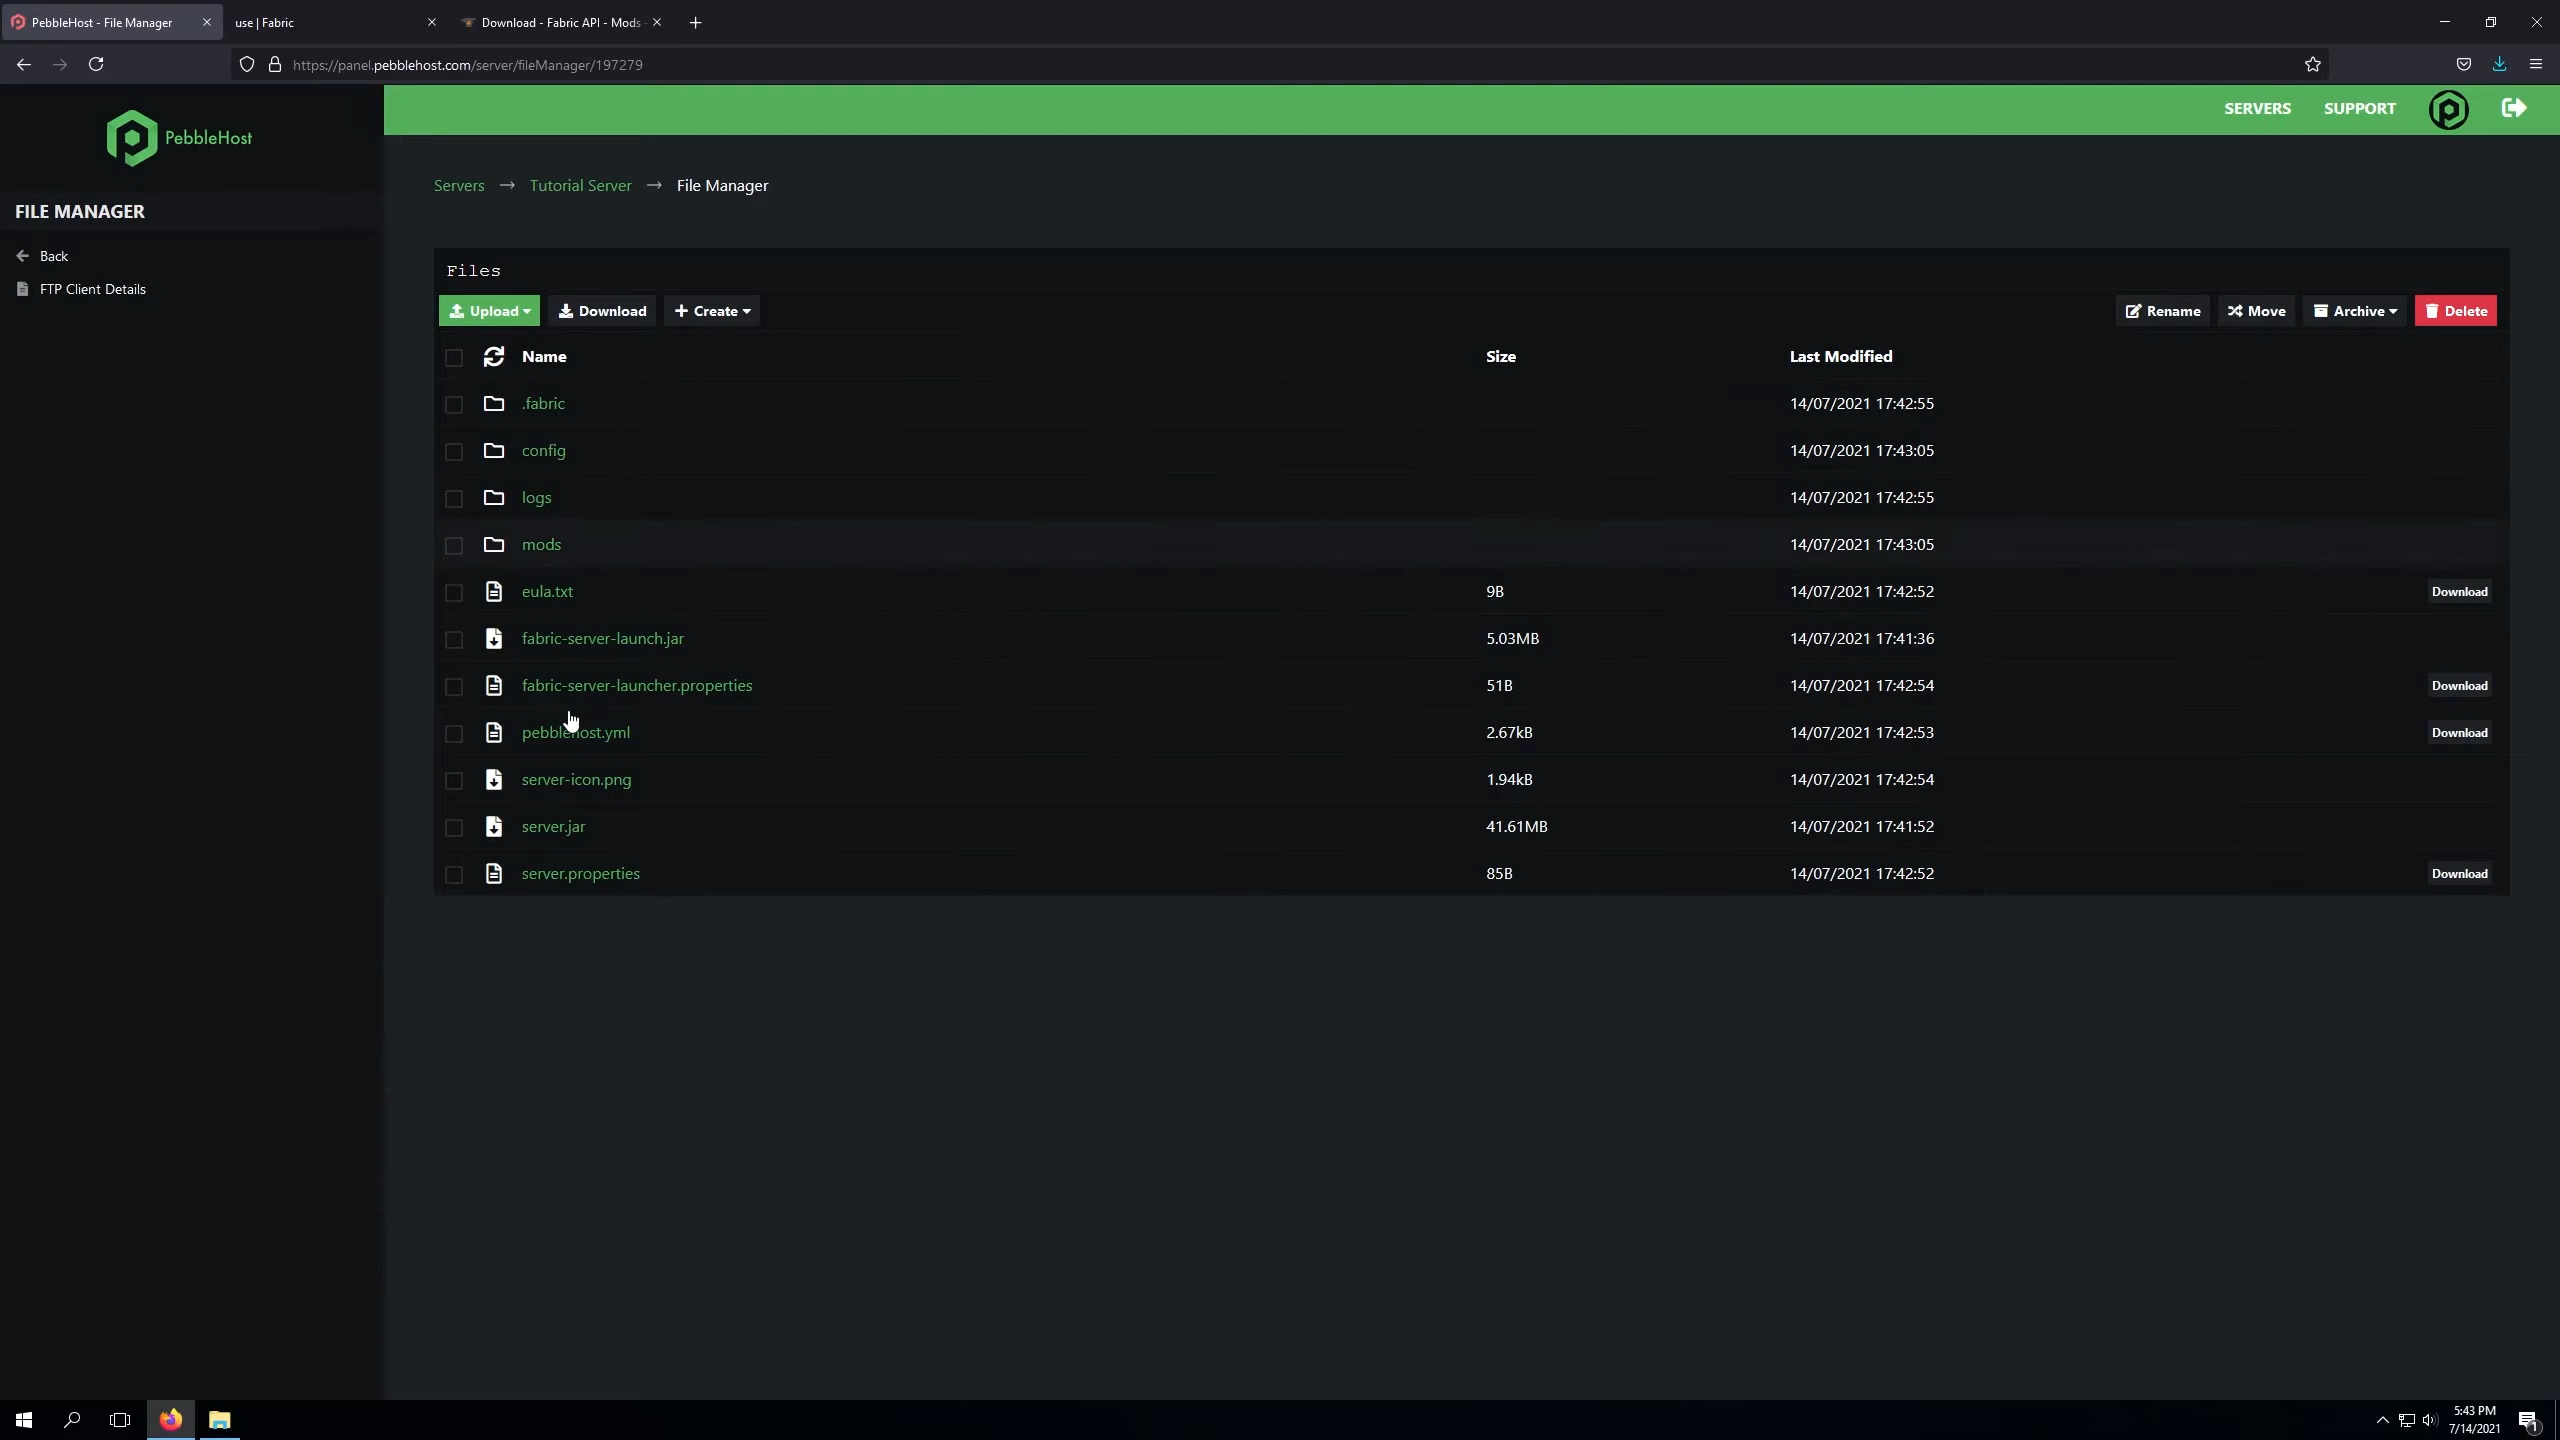 PebbleHost - File Manager
use | Fabric
Download - Fabric API - Mods
https://panel.pebblehost.com/server/fileManager/197279
PebbleHost
SERVERS
SUPPORT
FILE MANAGER
Back
FTP Client Details
Servers → Tutorial Server → File Manager
Files
Upload
Download
Create
Rename
Move
Archive
Delete
Name Size Last Modified
.fabric 14/07/2021 17:42:55
config 14/07/2021 17:43:05
logs 14/07/2021 17:42:55
mods 14/07/2021 17:43:05
eula.txt 9B 14/07/2021 17:42:52 Download
fabric-server-launch.jar 5.03MB 14/07/2021 17:41:36
fabric-server-launcher.properties 51B 14/07/2021 17:42:54 Download
pebblehost.yml 2.67kB 14/07/2021 17:42:53 Download
server-icon.png 1.94kB 14/07/2021 17:42:54
server.jar 41.61MB 14/07/2021 17:41:52
server.properties 85B 14/07/2021 17:42:52 Download
5:43 PM
7/14/2021
1